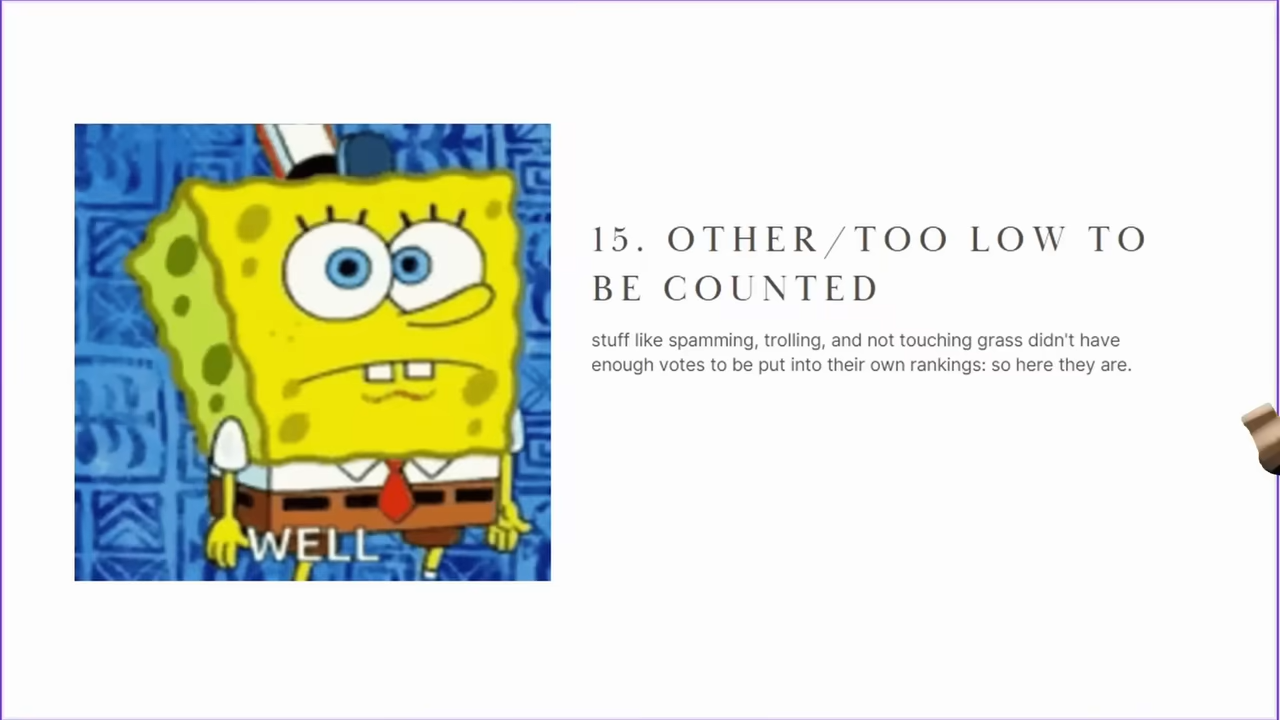 15. OTHER/TOO LOW TO
BE COUNTED
stuff like spamming, trolling, and not touching grass didn't have
enough votes to be put into their own rankings: so here they are.
WELL